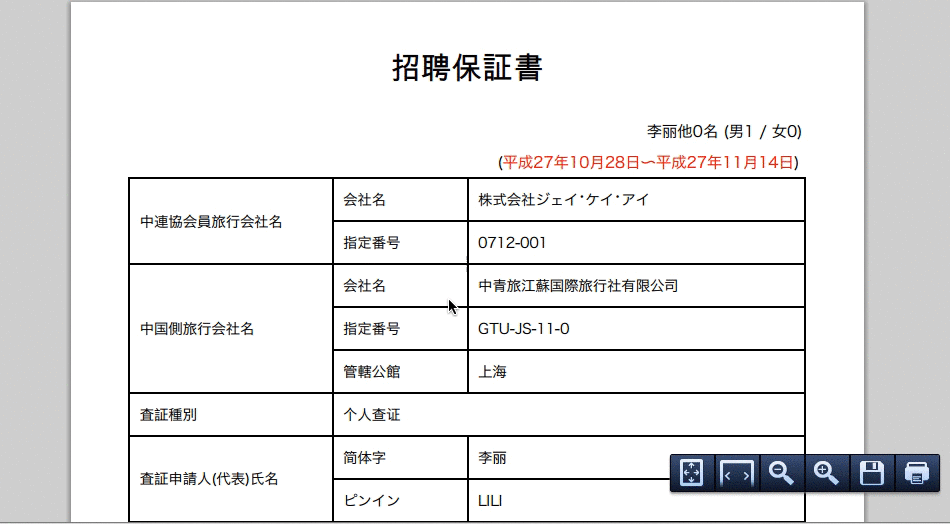 招聘保証書
李丽他0名 (男1 / 女0)
(平成27年10月28日〜平成27年11月14日)
中連協会員旅行会社名
会社名
株式会社ジェイ・ケイ・アイ
指定番号
0712-001
中国側旅行会社名
会社名
中青旅江蘇国際旅行社有限公司
指定番号
GTU-JS-11-0
管轄公館
上海
査証種別
个人査证
査証申請人(代表)氏名
简体字
李丽
ピンイン
LILI